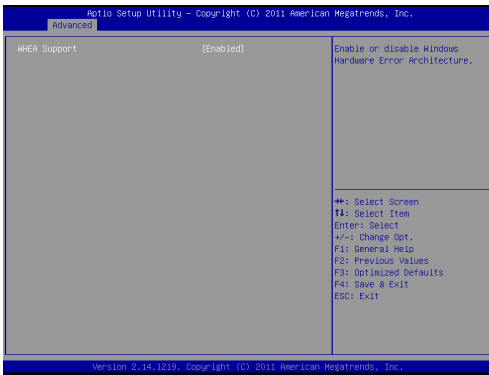 Aptio Setup Utility – Copyright (C) 2011 American Megatrends, Inc.
Advanced
WHEA Support [Enabled]
Enable or disable Windows
Hardware Error Architecture.
→←: Select Screen
↑↓: Select Item
Enter: Select
+/-: Change Opt.
F1: General Help
F2: Previous Values
F3: Optimized Defaults
F4: Save & Exit
ESC: Exit
Version 2.14.1219. Copyright (C) 2011 American Megatrends, Inc.